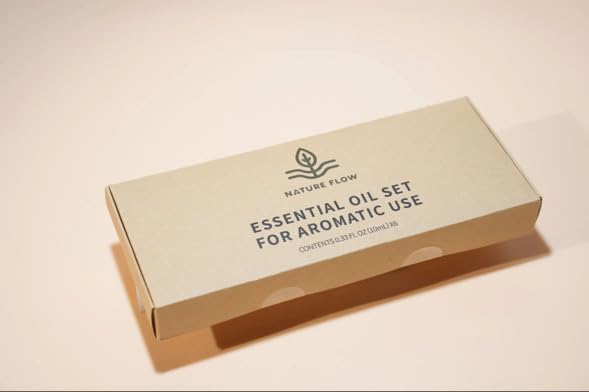 NATURE FLOW
ESSENTIAL OIL SET
FOR AROMATIC USE
CONTENTS 0.33 FL OZ (10mL) X6